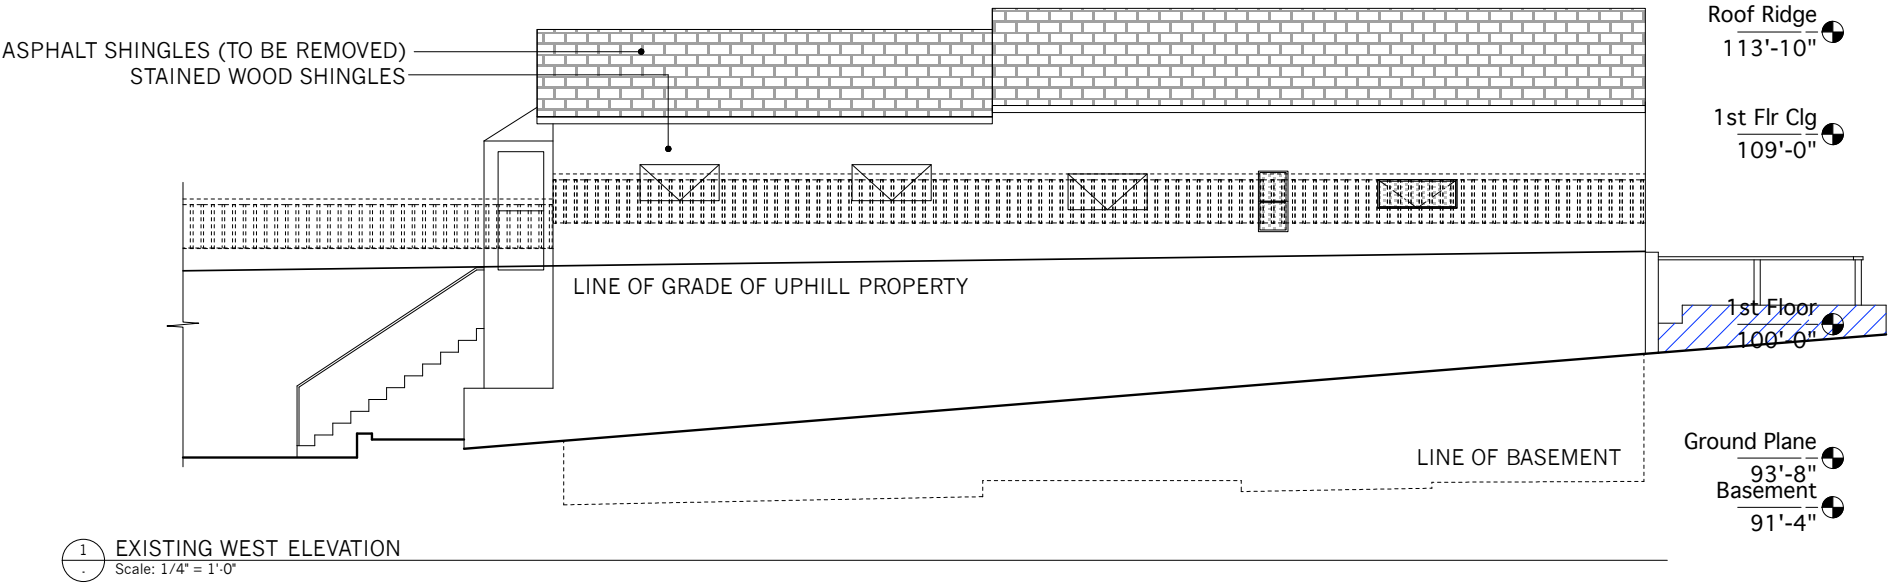 Roof Ridge
113'-10"
ASPHALT SHINGLES (TO BE REMOVED)
STAINED WOOD SHINGLES
1st Flr Clg
109'-0"
LINE OF GRADE OF UPHILL PROPERTY
1st Floor
100'-0"
Ground Plane
93'-8"
LINE OF BASEMENT
Basement
91'-4"
1
-
EXISTING WEST ELEVATION
Scale: 1/4" = 1'-0"